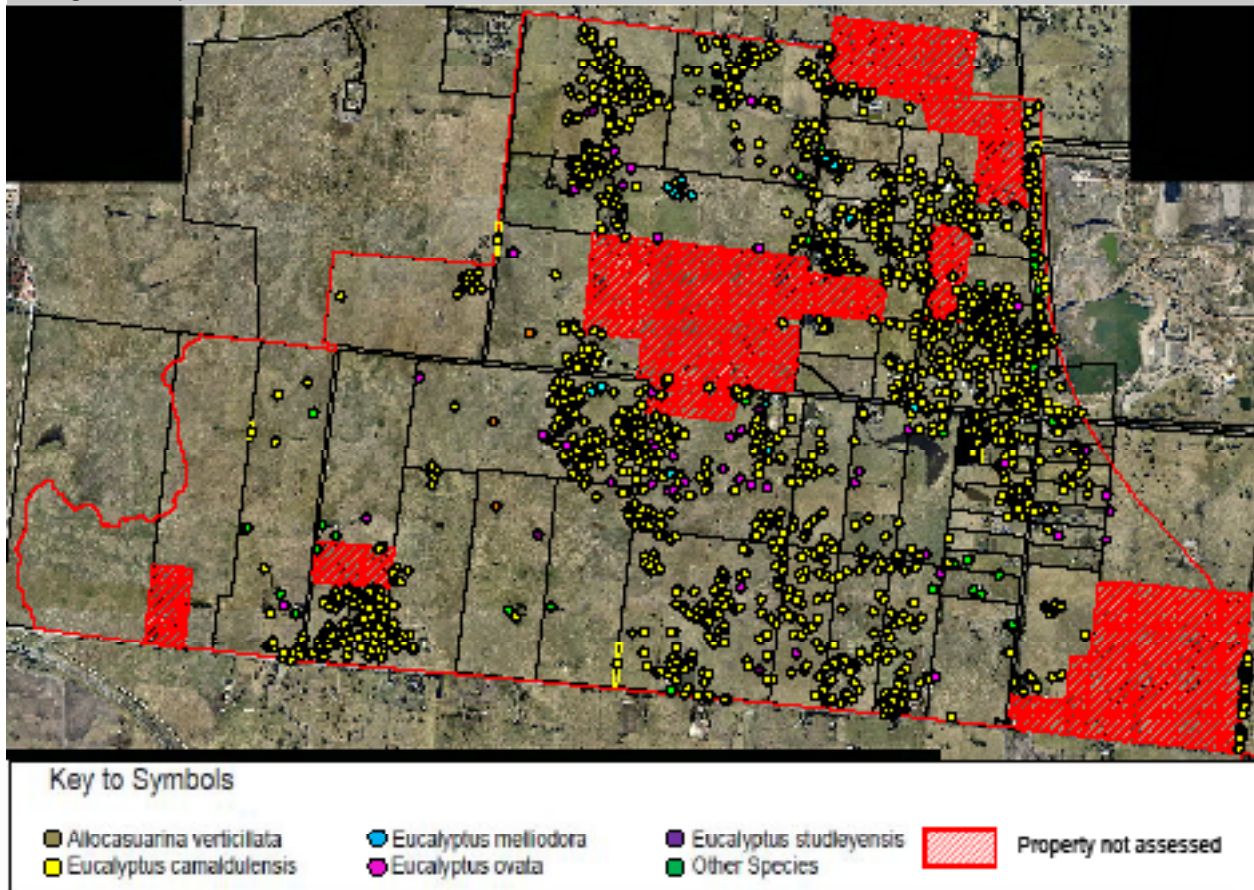 Key to Symbols
Allocasuarina verticillata
Eucalyptus melliodora
Eucalyptus studleyensis
Property not assessed
Eucalyptus camaldulensis
Eucalyptus ovata
Other Species